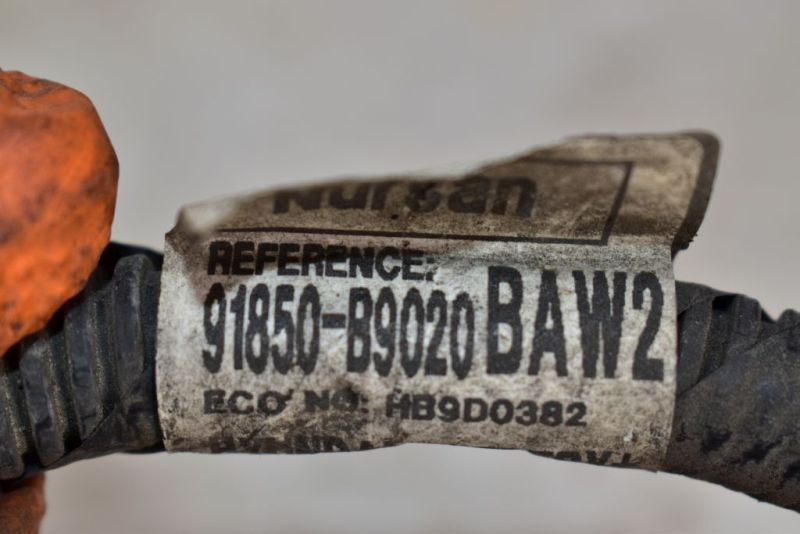 Nursan
REFERENCE:
91850-B9020 BAW2
ECO NO: HB9D0382